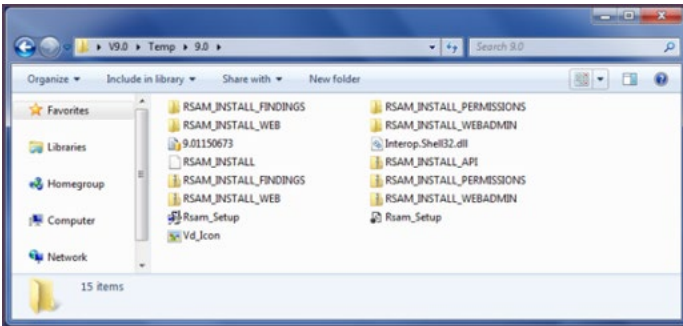 V9.0 ▸ Temp ▸ 9.0 ▸ Search 9.0
Organize Include in library Share with New folder
Favorites
Libraries
Homegroup
Computer
Network
RSAM_INSTALL_FINDINGS RSAM_INSTALL_PERMISSIONS
RSAM_INSTALL_WEB RSAM_INSTALL_WEBADMIN
9.01150673 Interop.Shell32.dll
RSAM_INSTALL RSAM_INSTALL_API
RSAM_INSTALL_FINDINGS RSAM_INSTALL_PERMISSIONS
RSAM_INSTALL_WEB RSAM_INSTALL_WEBADMIN
Rsam_Setup Rsam_Setup
Vd_Icon
15 items